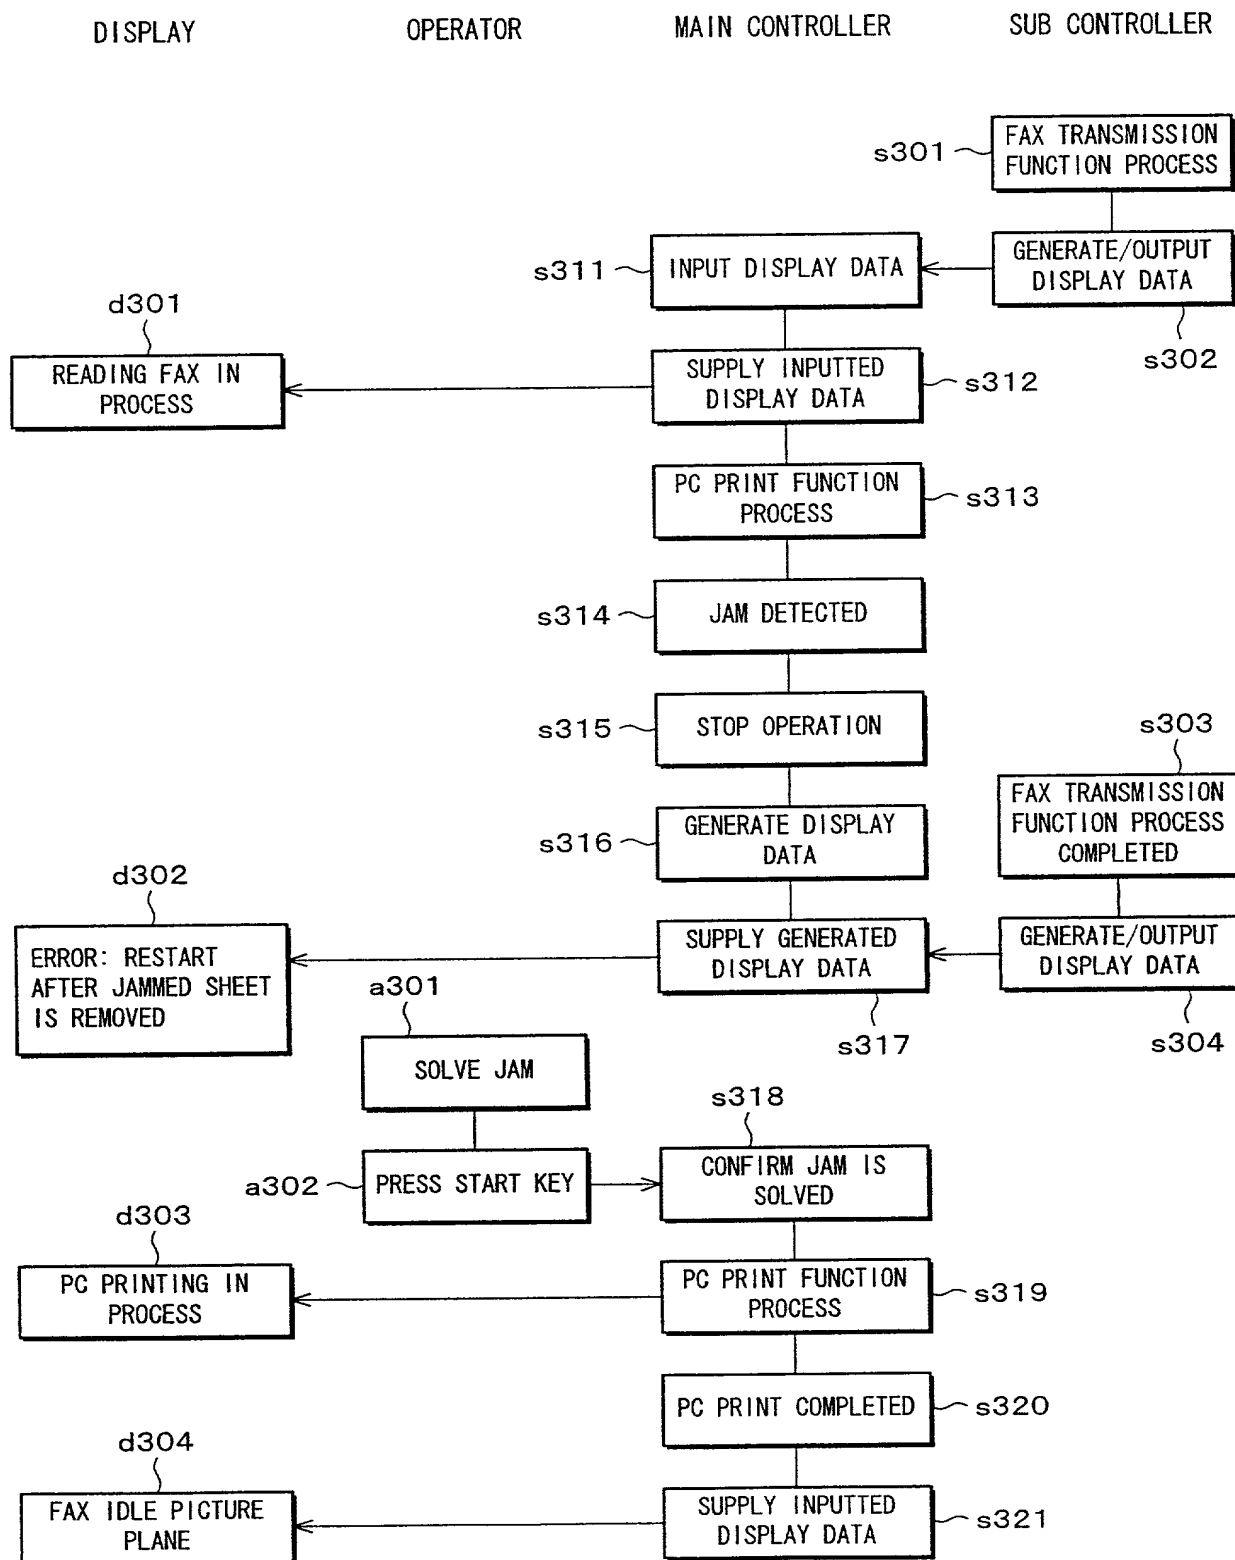 DISPLAY
OPERATOR
MAIN CONTROLLER
SUB CONTROLLER
s301
FAX TRANSMISSION
FUNCTION PROCESS
s311
INPUT DISPLAY DATA
GENERATE/OUTPUT
DISPLAY DATA
s302
d301
READING FAX IN
PROCESS
SUPPLY INPUTTED
DISPLAY DATA
s312
PC PRINT FUNCTION
PROCESS
s313
s314
JAM DETECTED
s315
STOP OPERATION
s303
FAX TRANSMISSION
FUNCTION PROCESS
COMPLETED
s316
GENERATE DISPLAY
DATA
d302
ERROR: RESTART
AFTER JAMMED SHEET
IS REMOVED
SUPPLY GENERATED
DISPLAY DATA
s317
GENERATE/OUTPUT
DISPLAY DATA
s304
a301
SOLVE JAM
s318
a302
PRESS START KEY
CONFIRM JAM IS
SOLVED
d303
PC PRINTING IN
PROCESS
PC PRINT FUNCTION
PROCESS
s319
PC PRINT COMPLETED
s320
d304
FAX IDLE PICTURE
PLANE
SUPPLY INPUTTED
DISPLAY DATA
s321